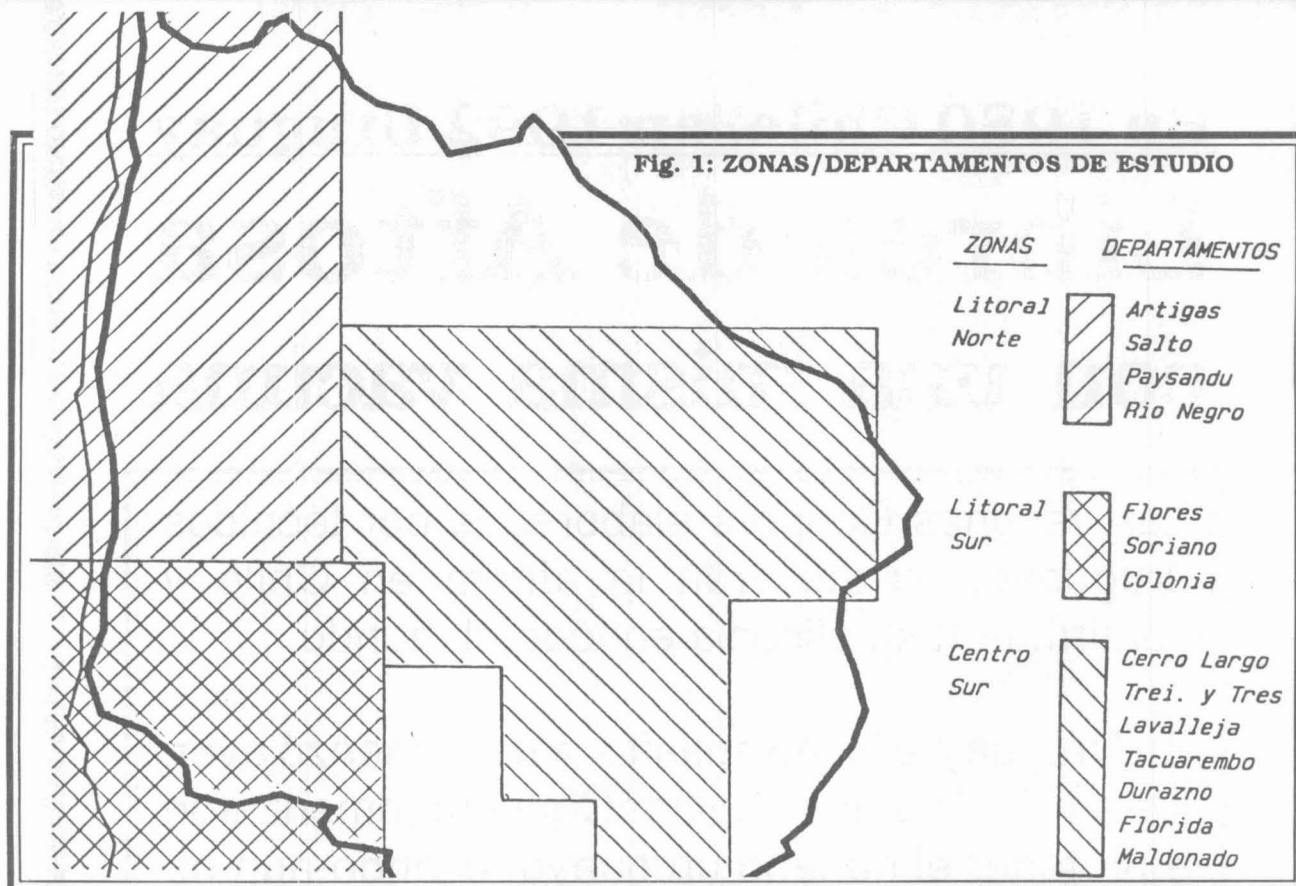 Fig. 1: ZONAS/DEPARTAMENTOS DE ESTUDIO
ZONAS DEPARTAMENTOS
Litoral Norte
Artigas
Salto
Paysandu
Rio Negro
Litoral Sur
Flores
Soriano
Colonia
Centro Sur
Cerro Largo
Trei. y Tres
Lavalleja
Tacuarembo
Durazno
Florida
Maldonado